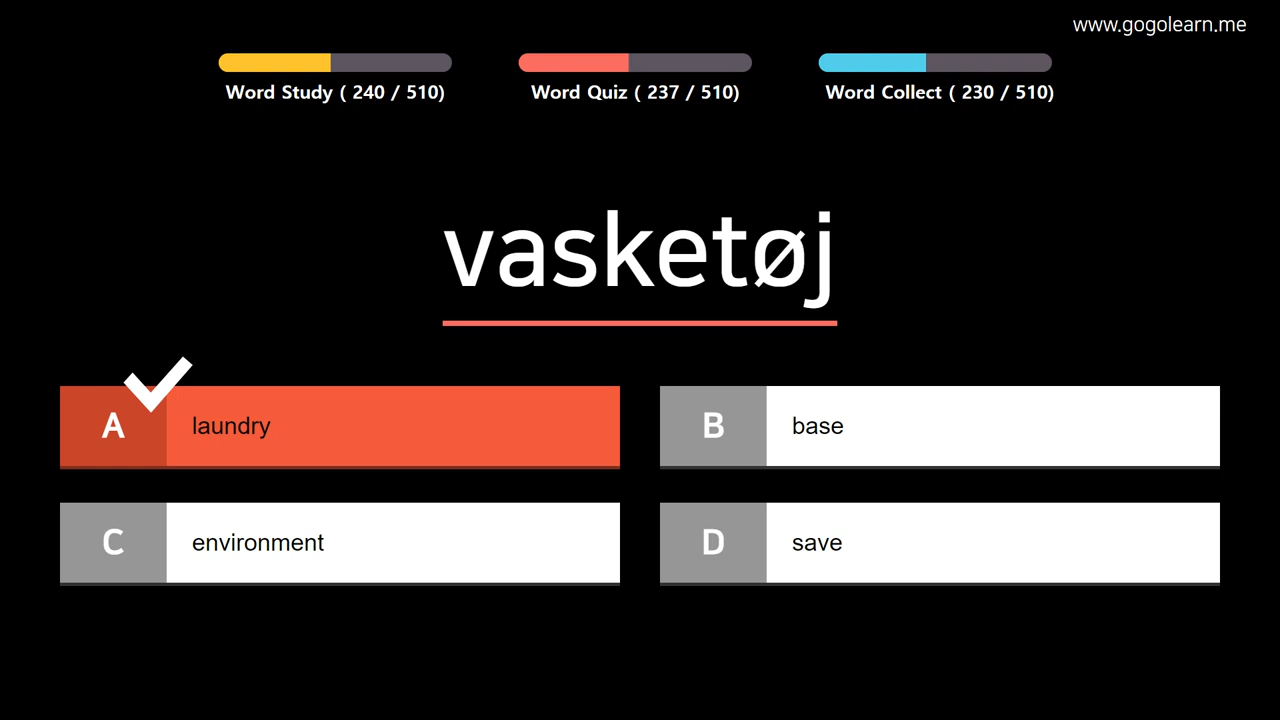 www.gogolearn.me
Word Study ( 240 / 510)
Word Quiz ( 237 / 510)
Word Collect ( 230 / 510)
vasketøj
A laundry
B base
C environment
D save